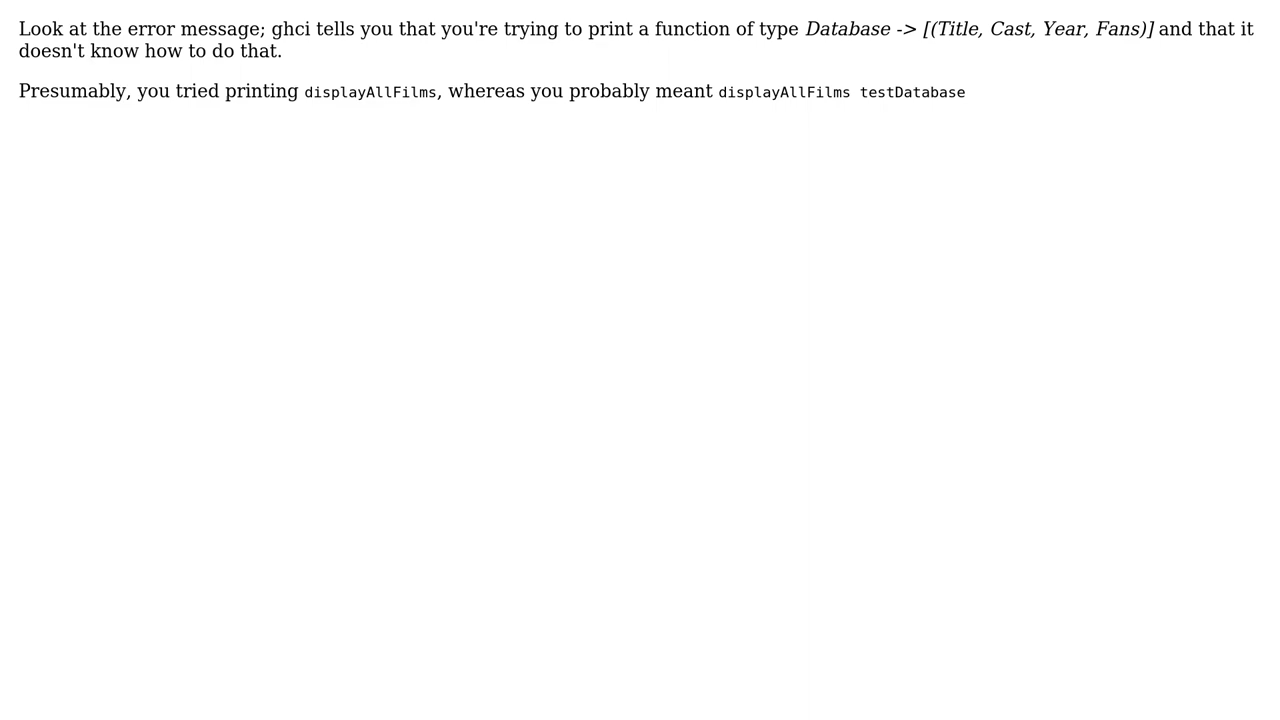 Look at the error message; ghci tells you that you're trying to print a function of type Database -> [(Title, Cast, Year, Fans)] and that it
doesn't know how to do that.
Presumably, you tried printing displayAllFilms, whereas you probably meant displayAllFilms testDatabase